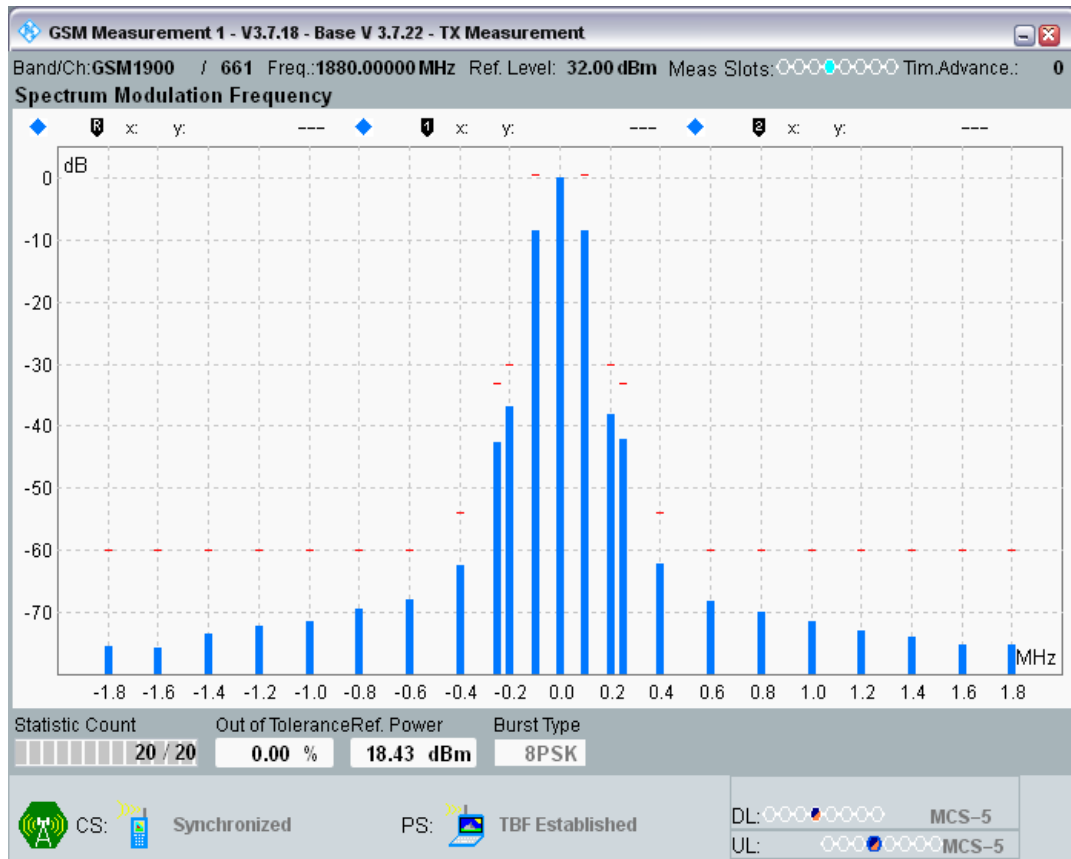 GSM Measurement 1 - V3.7.18 - Base V 3.7.22 - TX Measurement
Band/Ch:GSM1900 / 661 Freq.:1880.00000 MHz Ref. Level: 32.00 dBm Meas Slots: Tim.Advance.: 0
Spectrum Modulation Frequency
R x: y: --- 1 x: y: --- 2 x: y: ---
dB
0
-10
-20
-30
-40
-50
-60
-70
MHz
-1.8 -1.6 -1.4 -1.2 -1.0 -0.8 -0.6 -0.4 -0.2 0.0 0.2 0.4 0.6 0.8 1.0 1.2 1.4 1.6 1.8
Statistic Count Out of Tolerance Ref. Power Burst Type
20 / 20 0.00 % 18.43 dBm 8PSK
CS: Synchronized PS: TBF Established
DL: MCS-5
UL: MCS-5